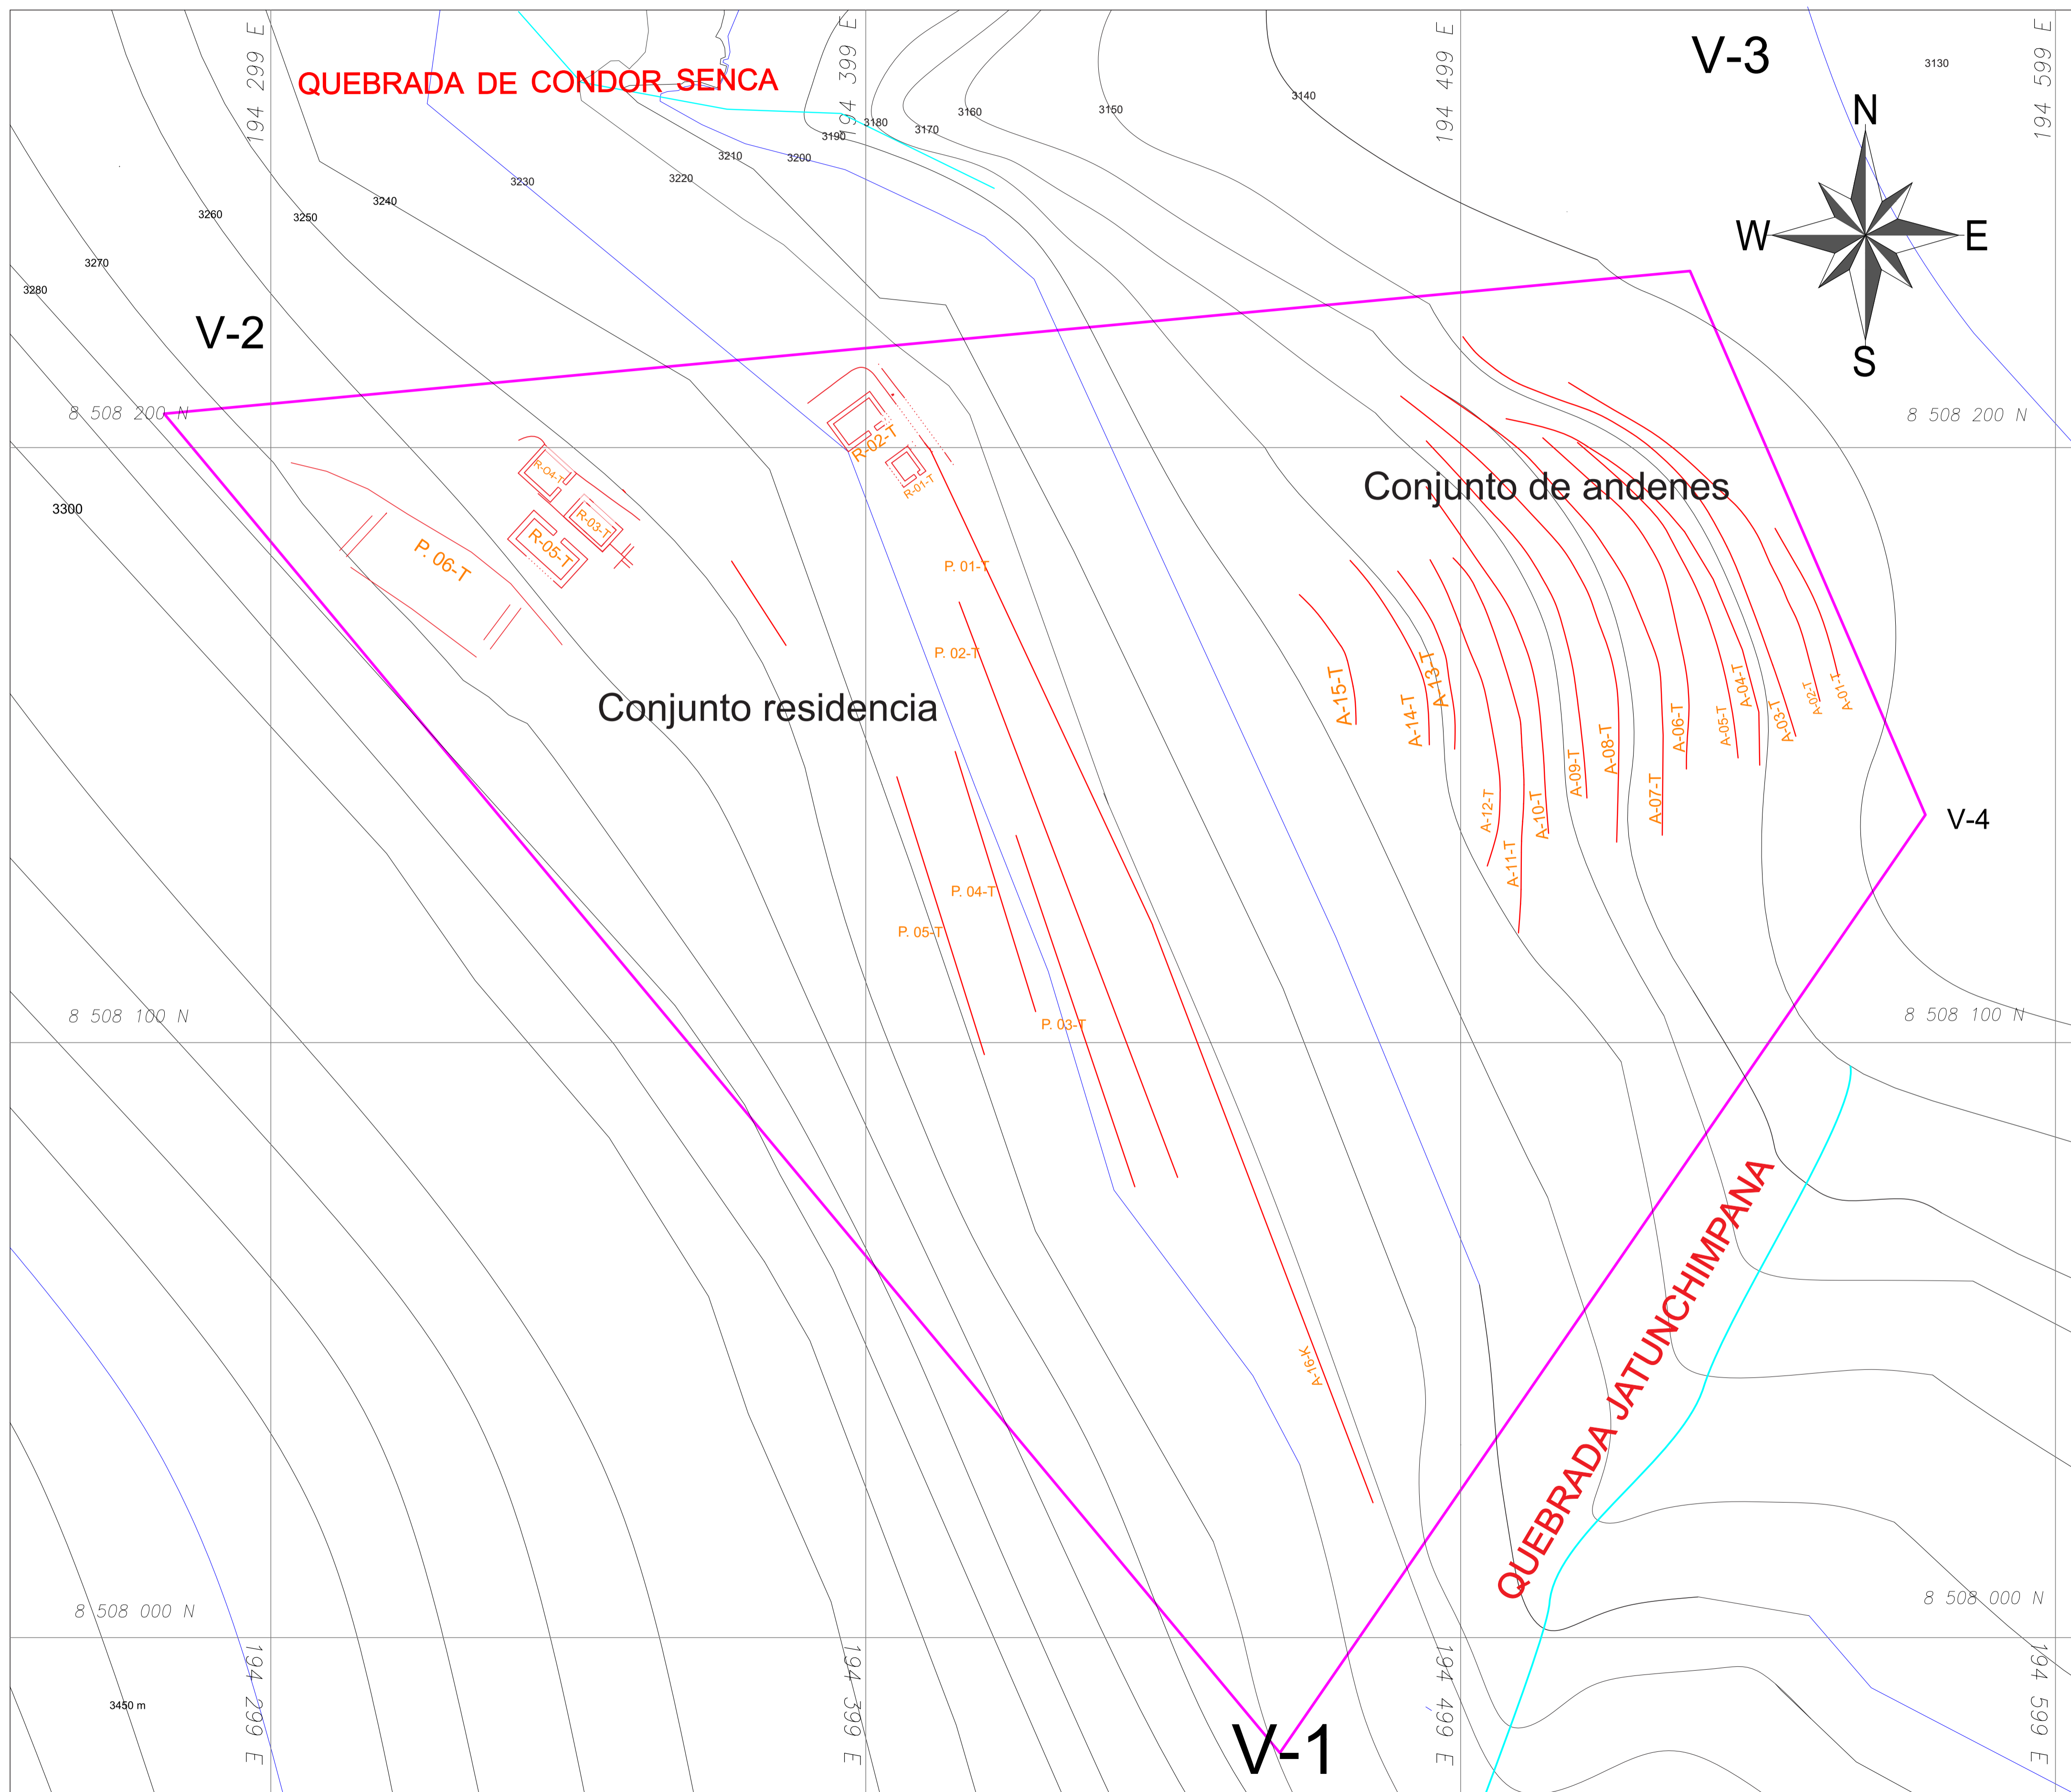 194 299 E
194 399 E
194 499 E
194 599 E
V-3
3130
QUEBRADA DE CONDOR SENCA
N
W
E
S
3140
3150
3160
3170
3180
3190
3200
3210
3220
3230
3240
3250
3260
3270
3280
V-2
8 508 200 N
8 508 200 N
R-02-T
R-01-T
R-O4-T
R-03-T
R-05-T
P. 06-T
Conjunto de andenes
3300
P. 01-T
P. 02-T
Conjunto residencia
A-15-T
A-14-T
A-13-T
A-12-T
A-11-T
A-10-T
A-09-T
A-08-T
A-07-T
A-06-T
A-05-T
A-04-T
A-03-T
A-02-T
A-01-T
V-4
P. 04-T
P. 05-T
P. 03-T
8 508 100 N
8 508 100 N
QUEBRADA JATUNCHIMPANA
A-16-K
8 508 000 N
8 508 000 N
3450 m
194 299 E
194 399 E
V-1
194 499 E
194 599 E